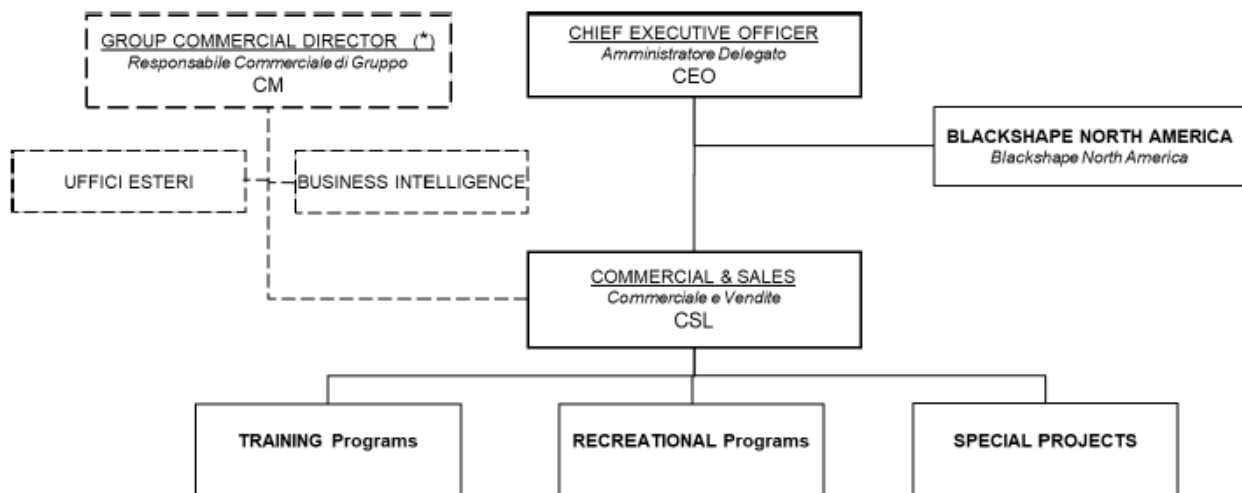 GROUP COMMERCIAL DIRECTOR (*)
Responsabile Commerciale di Gruppo
CM
CHIEF EXECUTIVE OFFICER
Amministratore Delegato
CEO
BLACKSHAPE NORTH AMERICA
Blackshape North America
UFFICI ESTERI
BUSINESS INTELLIGENCE
COMMERCIAL & SALES
Commerciale e Vendite
CSL
TRAINING Programs
RECREATIONAL Programs
SPECIAL PROJECTS